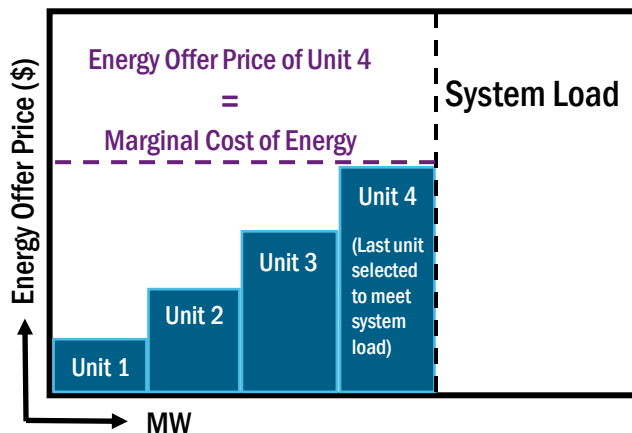 Energy Offer Price of Unit 4
=
Marginal Cost of Energy
System Load
Energy Offer Price ($)
Unit 1
Unit 2
Unit 3
Unit 4
(Last unit
selected
to meet
system
load)
MW